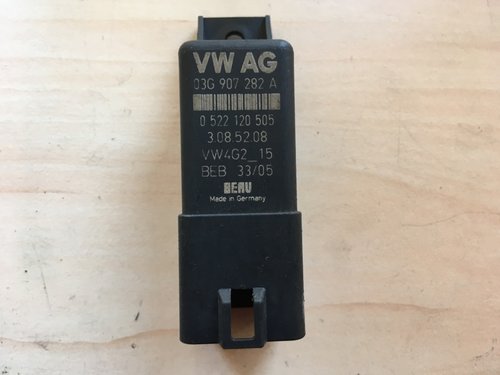 VW AG
03G 907 282 A
0 522 120 505
3.08.52.08
VW4G2_15
BEB 33/05
BERU
Made in Germany